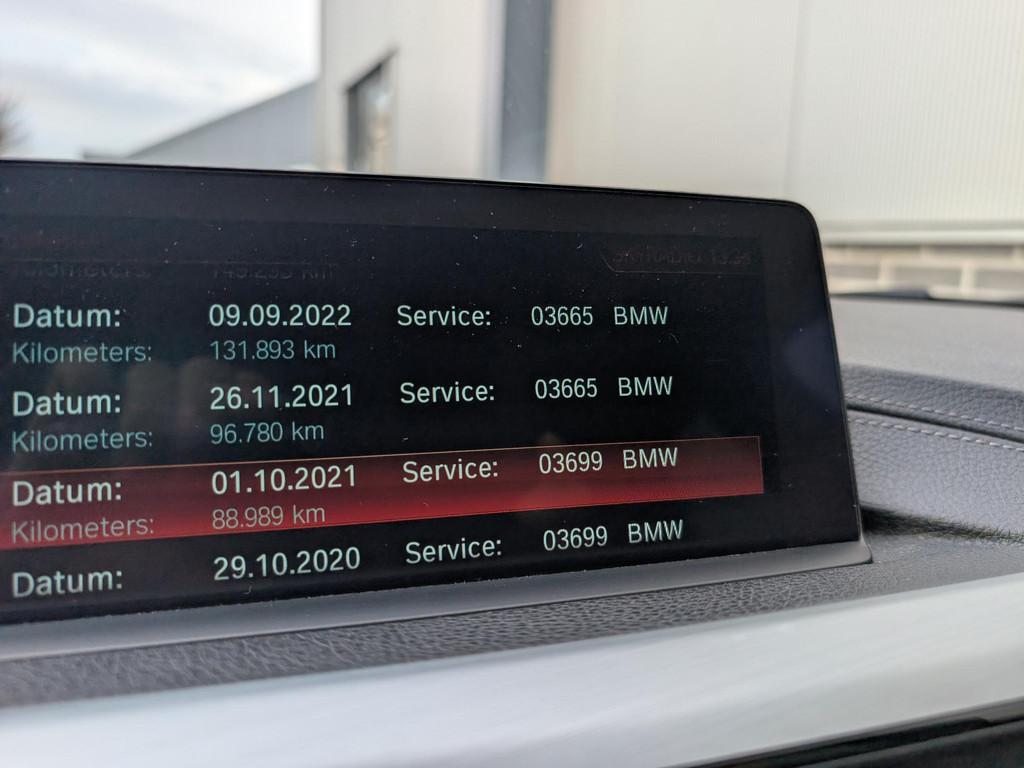 Datum: 09.09.2022 Service: 03665 BMW
Kilometers: 131.893 km
Datum: 26.11.2021 Service: 03665 BMW
Kilometers: 96.780 km
Datum: 01.10.2021 Service: 03699 BMW
Kilometers: 88.989 km
Datum: 29.10.2020 Service: 03699 BMW